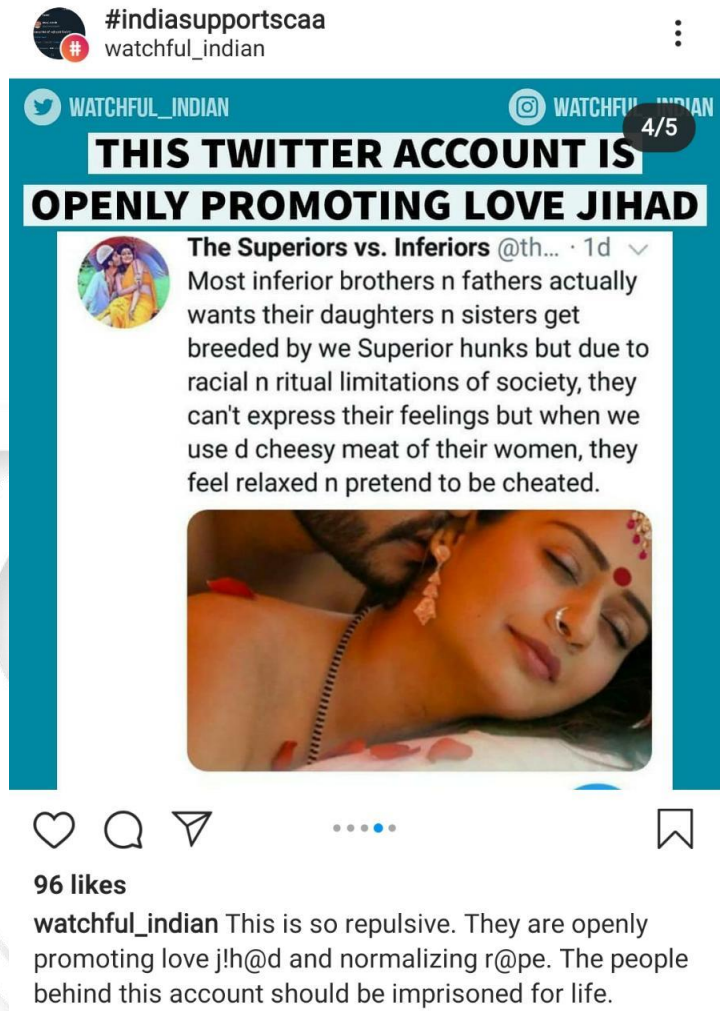 #indiasupportscaa
watchful_indian
WATCHFUL_INDIAN
WATCHFUL_INDIAN
4/5
THIS TWITTER ACCOUNT IS
OPENLY PROMOTING LOVE JIHAD
The Superiors vs. Inferiors @th... · 1d
Most inferior brothers n fathers actually
wants their daughters n sisters get
breeded by we Superior hunks but due to
racial n ritual limitations of society, they
can't express their feelings but when we
use d cheesy meat of their women, they
feel relaxed n pretend to be cheated.
96 likes
watchful_indian This is so repulsive. They are openly
promoting love j!h@d and normalizing r@pe. The people
behind this account should be imprisoned for life.